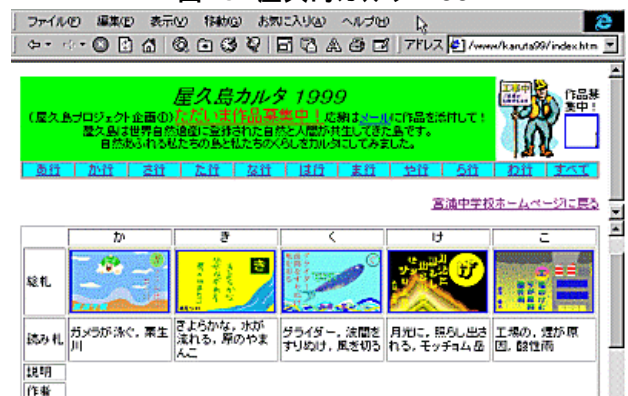 ファイル(F) 編集(E) 表示(V) 移動(G) お気に入り(A) ヘルプ(H)
アドレス /www/karuta99/index.htm
屋久島カルタ 1999
(屋久島プロジェクト企画の)ただいま作品募集中！応募はメールに作品を添付して！
屋久島は世界自然遺産に登録された自然と人間が共生してきた島です。
自然あふれる私たちの島と私たちのくらしをカルタにしてみました。
工事中
作品募集中！
あ行 か行 さ行 た行 な行 は行 ま行 や行 ら行 わ行 すべて
宮浦中学校ホームページに戻る
か き く け こ
絵札
き
が
読み札 ガメラが泳ぐ，栗生川 きよらかな，水が流れる，原のやまんこ グライダー，波間をすりぬけ，風を切る 月光に，照らし出される，モッチョム岳 工場の，煙が原因，酸性雨
説明
作者